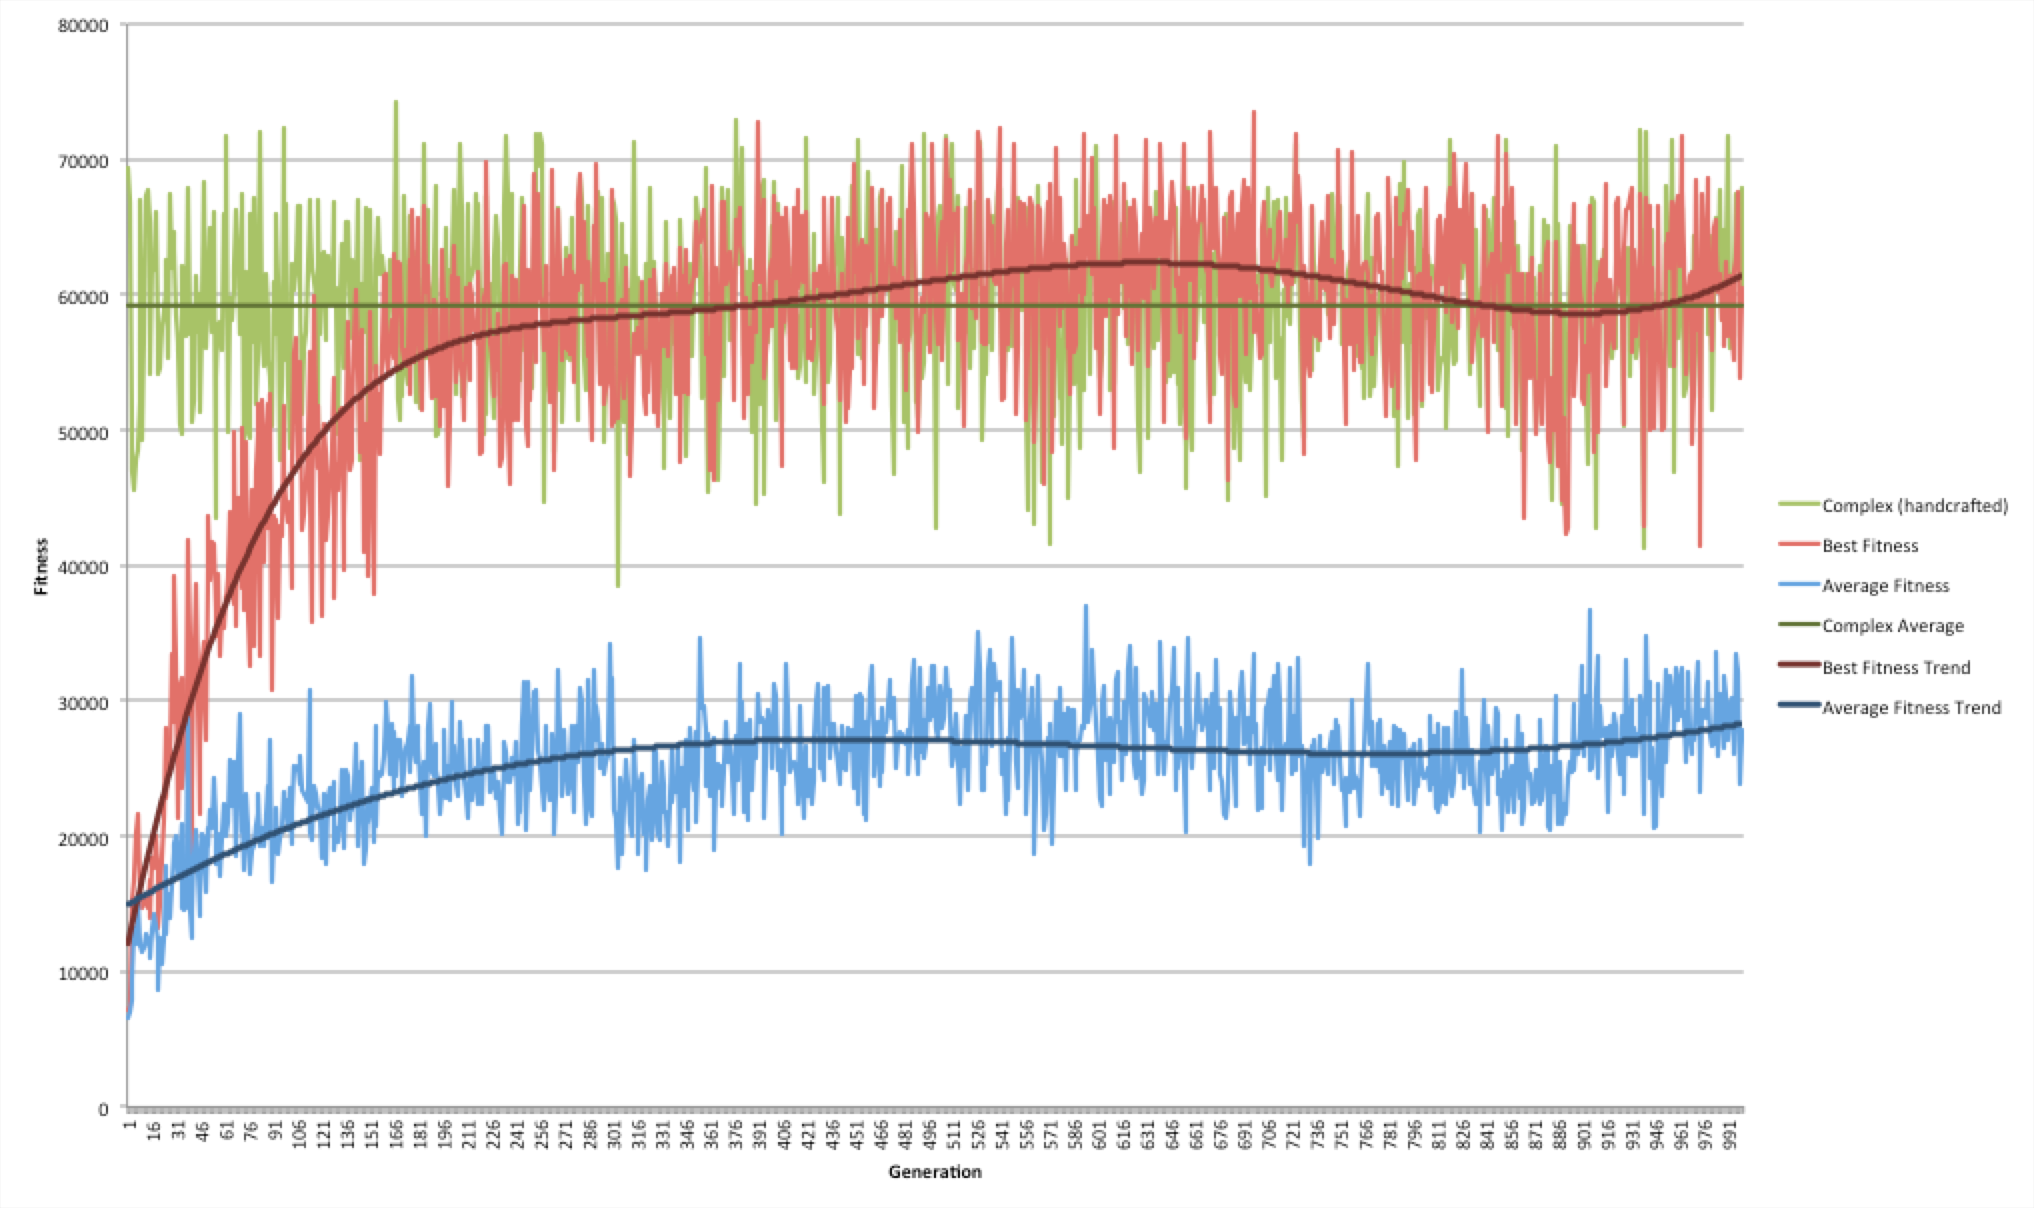 80000
70000
60000
50000
40000
30000
20000
10000
0
Fitness
1 16 31 46 61 76 91 106 121 136 151 166 181 196 211 226 241 256 271 286 301 316 331 346 361 376 391 406 421 436 451 466 481 496 511 526 541 556 571 586 601 616 631 646 661 676 691 706 721 736 751 766 781 796 811 826 841 856 871 886 901 916 931 946 961 976 991
Generation
Complex (handcrafted)
Best Fitness
Average Fitness
Complex Average
Best Fitness Trend
Average Fitness Trend